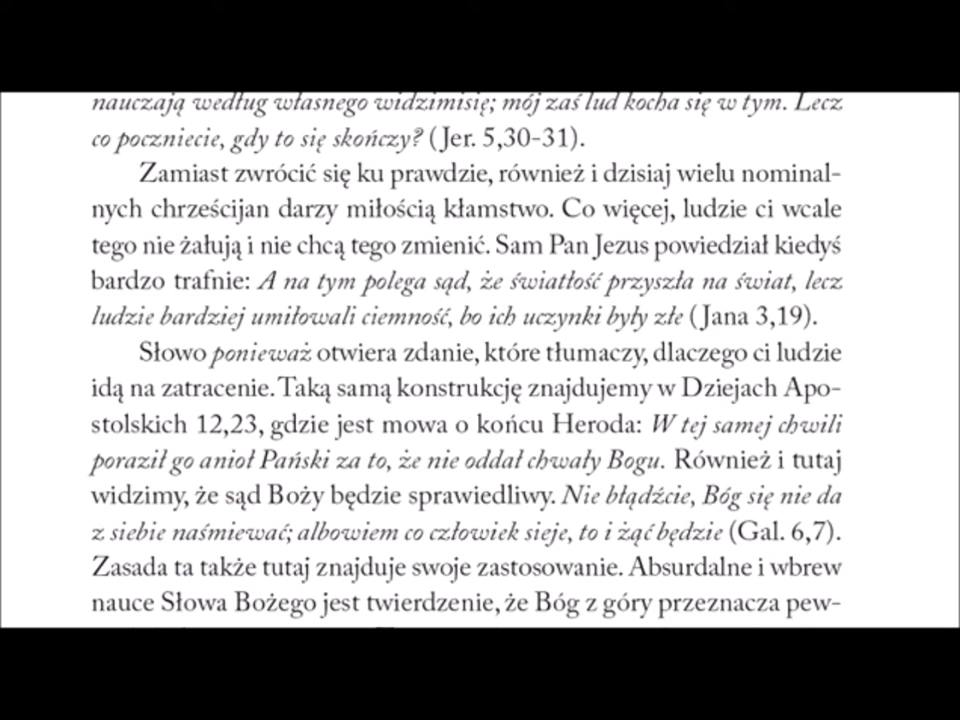 nauczają według własnego widzimisię; mój zaś lud kocha się w tym. Lecz
co poczniecie, gdy to się skończy? (Jer. 5,30-31).
Zamiast zwrócić się ku prawdzie, również i dzisiaj wielu nominal-
nych chrześcijan darzy miłością kłamstwo. Co więcej, ludzie ci wcale
tego nie żałują i nie chcą tego zmienić. Sam Pan Jezus powiedział kiedyś
bardzo trafnie: A na tym polega sąd, że światłość przyszła na świat, lecz
ludzie bardziej umiłowali ciemność, bo ich uczynki były złe (Jana 3,19).
Słowo ponieważ otwiera zdanie, które tłumaczy, dlaczego ci ludzie
idą na zatracenie. Taką samą konstrukcję znajdujemy w Dziejach Apo-
stolskich 12,23, gdzie jest mowa o końcu Heroda: W tej samej chwili
poraził go anioł Pański za to, że nie oddał chwały Bogu. Również i tutaj
widzimy, że sąd Boży będzie sprawiedliwy. Nie błądźcie, Bóg się nie da
z siebie naśmiewać; albowiem co człowiek sieje, to i żąć będzie (Gal. 6,7).
Zasada ta także tutaj znajduje swoje zastosowanie. Absurdalne i wbrew
nauce Słowa Bożego jest twierdzenie, że Bóg z góry przeznacza pew-